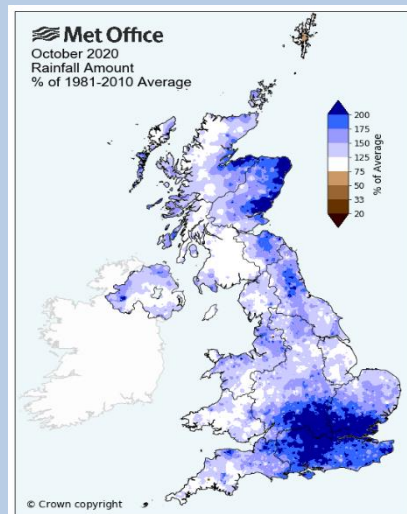 Met Office
October 2020
Rainfall Amount
% of 1981-2010 Average
200
175
150
125
75
50
33
20
% of Average
© Crown copyright